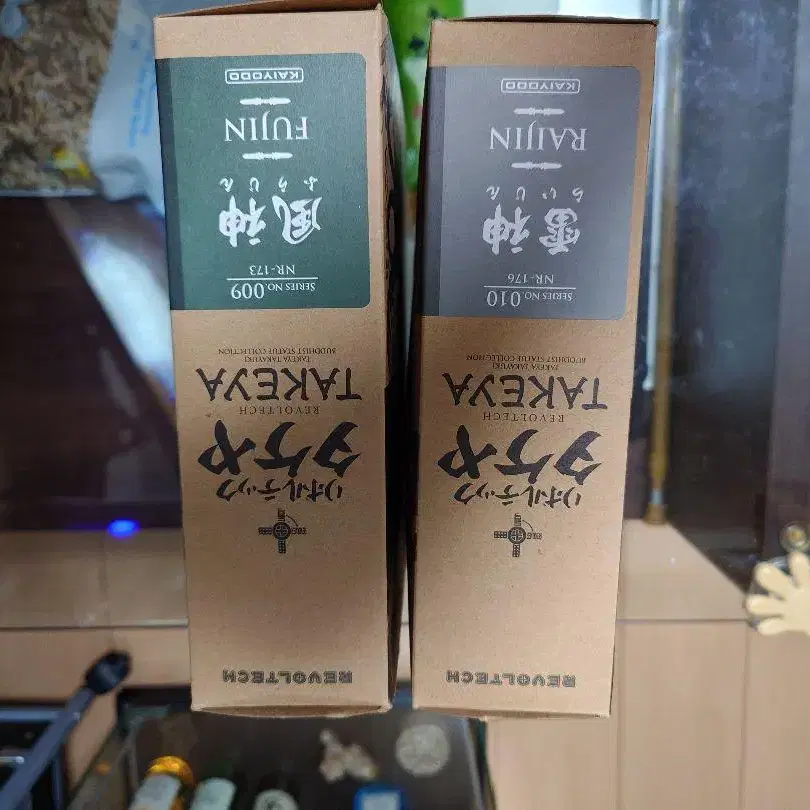 REVOLTECH
リボルテック
タケヤ
REVOLTECH
TAKEYA
TAKEYA TAKAYUKI
BUDDHIST STATUE COLLECTION
SERIES NO. 010
NR-176
雷神
らいじん
RAIJIN
KAIYODO
REVOLTECH
リボルテック
タケヤ
REVOLTECH
TAKEYA
TAKEYA TAKAYUKI
BUDDHIST STATUE COLLECTION
SERIES NO. 009
NR-173
風神
ふうじん
FUJIN
KAIYODO